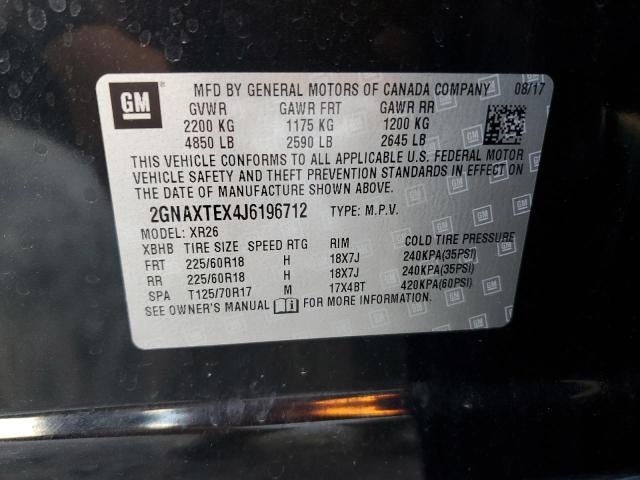 GM
MFD BY GENERAL MOTORS OF CANADA COMPANY 08/17
GVWR GAWR FRT GAWR RR
2200 KG 1175 KG 1200 KG
4850 LB 2590 LB 2645 LB
THIS VEHICLE CONFORMS TO ALL APPLICABLE U.S. FEDERAL MOTOR
VEHICLE SAFETY AND THEFT PREVENTION STANDARDS IN EFFECT ON
THE DATE OF MANUFACTURE SHOWN ABOVE.
2GNAXTEX4J6196712 TYPE: M.P.V.
MODEL: XR26
XBHB TIRE SIZE SPEED RTG RIM COLD TIRE PRESSURE
FRT 225/60R18 H 18X7J 240KPA(35PSI)
RR 225/60R18 H 18X7J 240KPA(35PSI)
SPA T125/70R17 M 17X4BT 420KPA(60PSI)
SEE OWNER'S MANUAL FOR MORE INFORMATION.